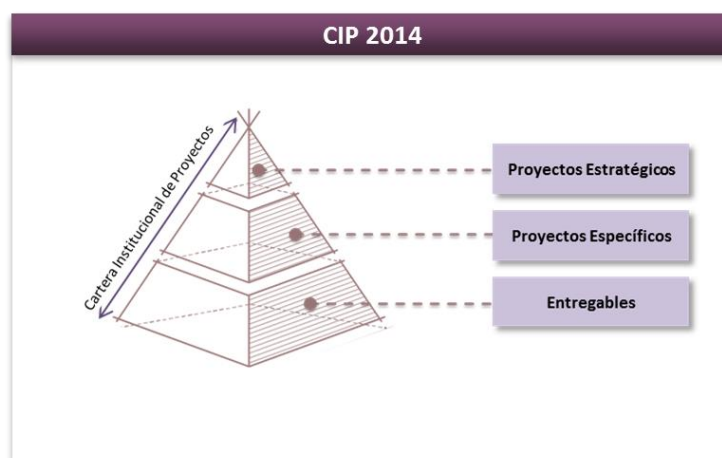 CIP 2014
Cartera Institucional de Proyectos
Proyectos Estratégicos
Proyectos Específicos
Entregables